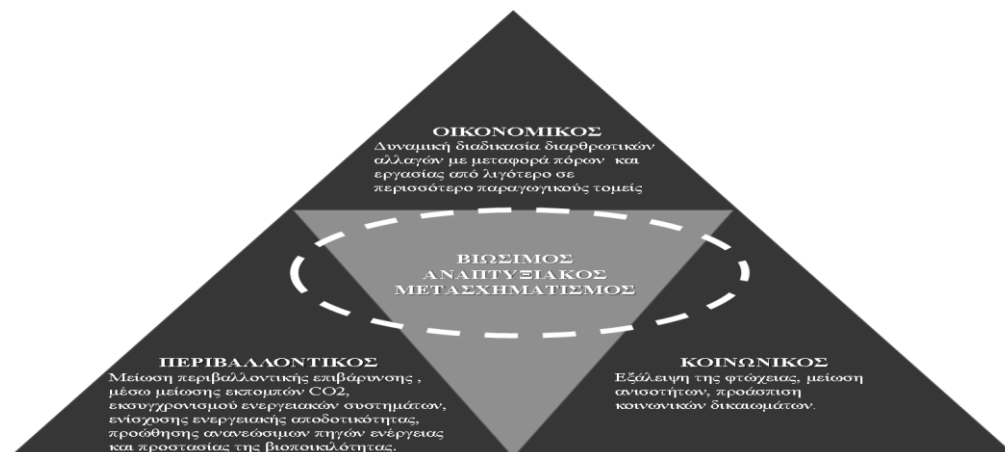 ΟΙΚΟΝΟΜΙΚΟΣ
Δυναμική διαδικασία διαρθρωτικών
αλλαγών με μεταφορά πόρων και
εργασίας από λιγότερο σε
περισσότερο παραγωγικούς τομείς
ΒΙΩΣΙΜΟΣ
ΑΝΑΠΤΥΞΙΑΚΟΣ
ΜΕΤΑΣΧΗΜΑΤΙΣΜΟΣ
ΠΕΡΙΒΑΛΛΟΝΤΙΚΟΣ
Μείωση περιβαλλοντικής επιβάρυνσης ,
μέσω μείωσης εκπομπών CO2,
εκσυγχρονισμού ενεργειακών συστημάτων,
ενίσχυσης ενεργειακής αποδοτικότητας,
προώθησης ανανεώσιμων πηγών ενέργειας
και προστασίας της βιοποικιλότητας.
ΚΟΙΝΩΝΙΚΟΣ
Εξάλειψη της φτώχειας, μείωση
ανισοτήτων, προάσπιση
κοινωνικών δικαιωμάτων.